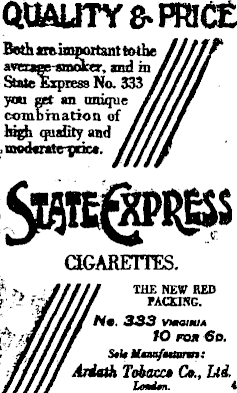 QUALITY & PRICE
Both are important to the
average smoker, and in
State Express No. 333
you get an unique
combination of
high quality and
moderate price.
STATE EXPRESS
CIGARETTES.
THE NEW RED
PACKING.
No. 333 VIRGINIA
10 FOR 6D.
Sole Manufacturers:
Ardath Tobacco Co., Ltd.
London.
4